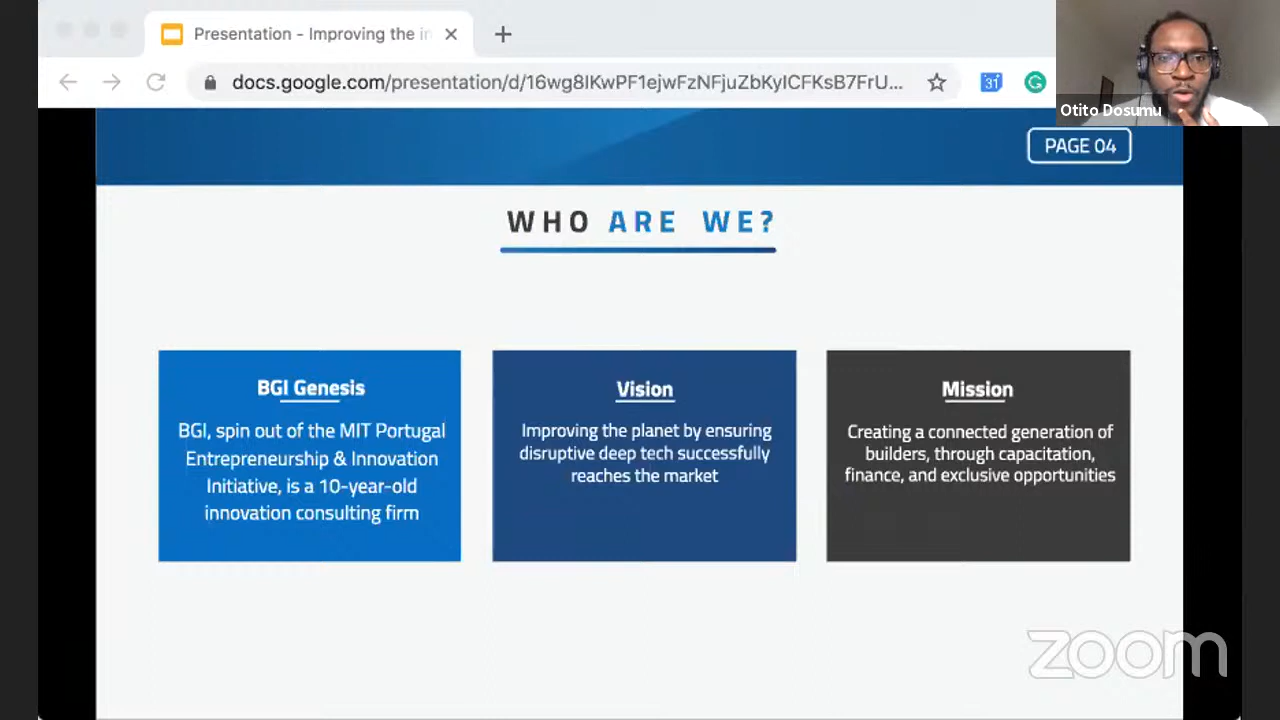 Presentation - Improving the in
docs.google.com/presentation/d/16wg8IKwPF1ejwFzNFjuZbKyICFKsB7FrU...
31
Otito Dosumu
PAGE 04
WHO ARE WE?
BGI Genesis
BGI, spin out of the MIT Portugal
Entrepreneurship & Innovation
Initiative, is a 10-year-old
innovation consulting firm
Vision
Improving the planet by ensuring
disruptive deep tech successfully
reaches the market
Mission
Creating a connected generation of
builders, through capacitation,
finance, and exclusive opportunities
zoom